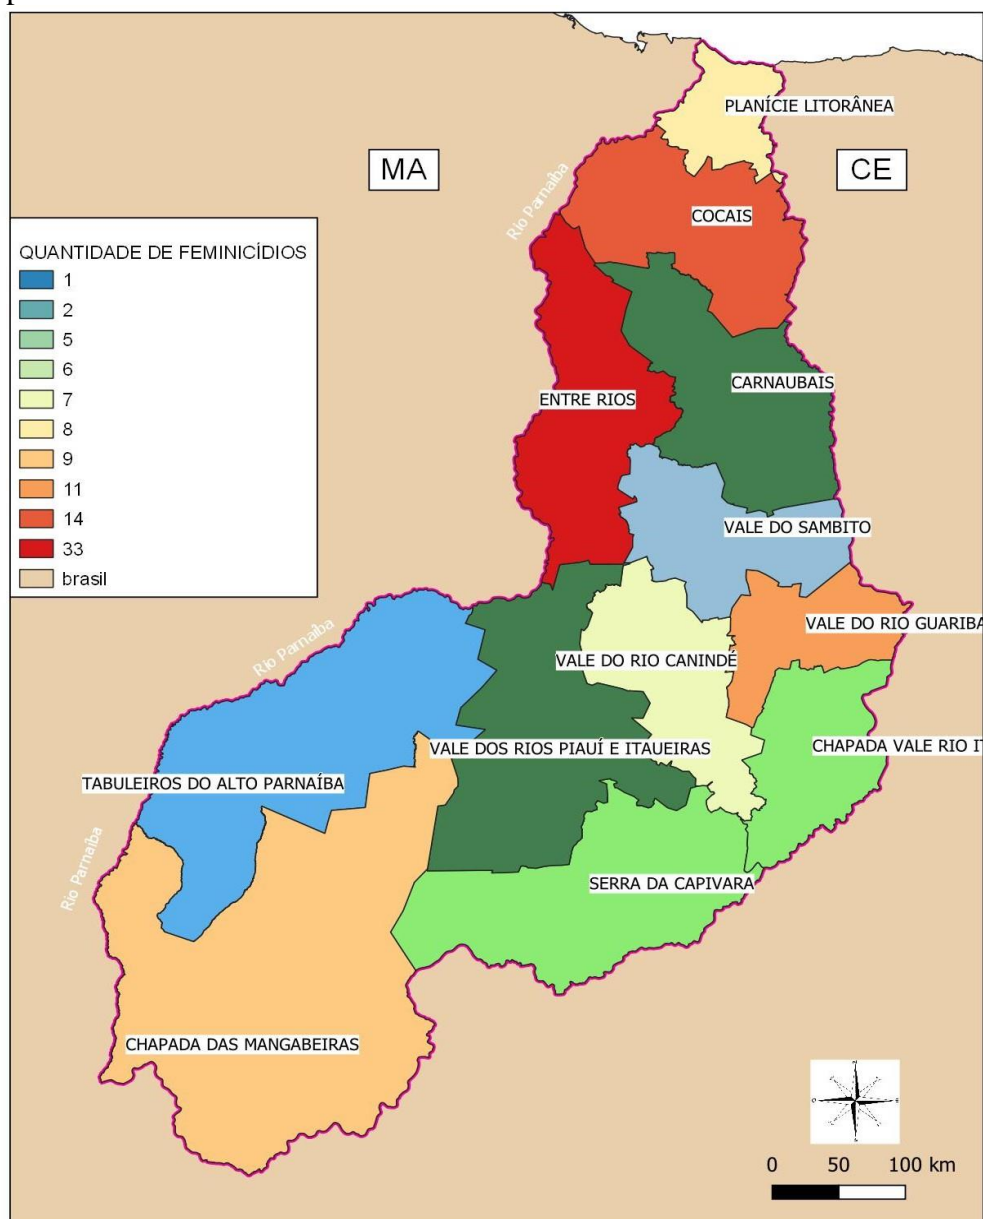 PLANÍCIE LITORÂNEA
MA
CE
Rio Parnaíba
COCAIS
QUANTIDADE DE FEMINICÍDIOS
1
2
5
6
7
8
9
11
14
33
brasil
CARNAUBAIS
ENTRE RIOS
VALE DO SAMBITO
VALE DO RIO GUARIBA
Rio Parnaíba
VALE DO RIO CANINDÉ
VALE DOS RIOS PIAUÍ E ITAUEIRAS
CHAPADA VALE RIO IT
TABULEIROS DO ALTO PARNAÍBA
Rio Parnaíba
SERRA DA CAPIVARA
CHAPADA DAS MANGABEIRAS
0 50 100 km